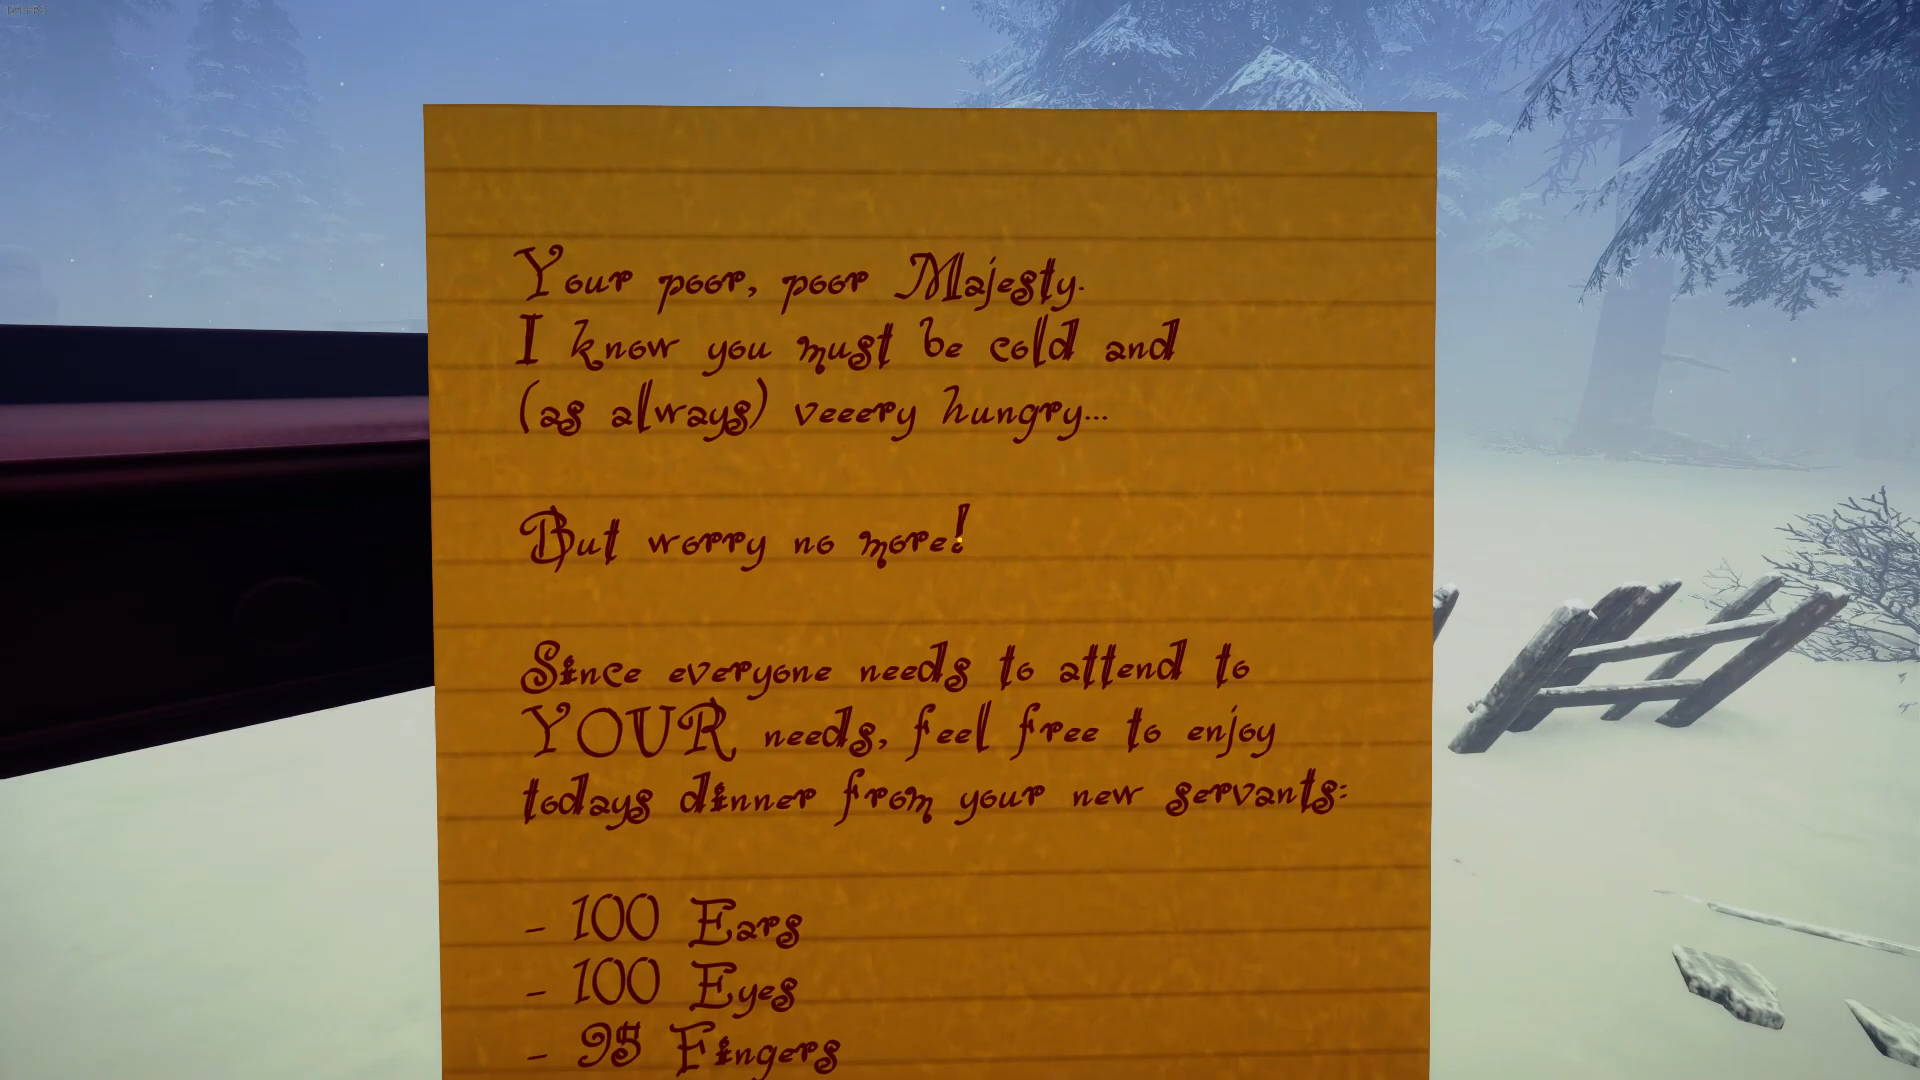 Your poor, poor Majesty.
I know you must be cold and
(as always) veeery hungry...
But worry no more!
Since everyone needs to attend to
YOUR needs, feel free to enjoy
todays dinner from your new servants:
- 100 Ears
- 100 Eyes
- 95 Fingers